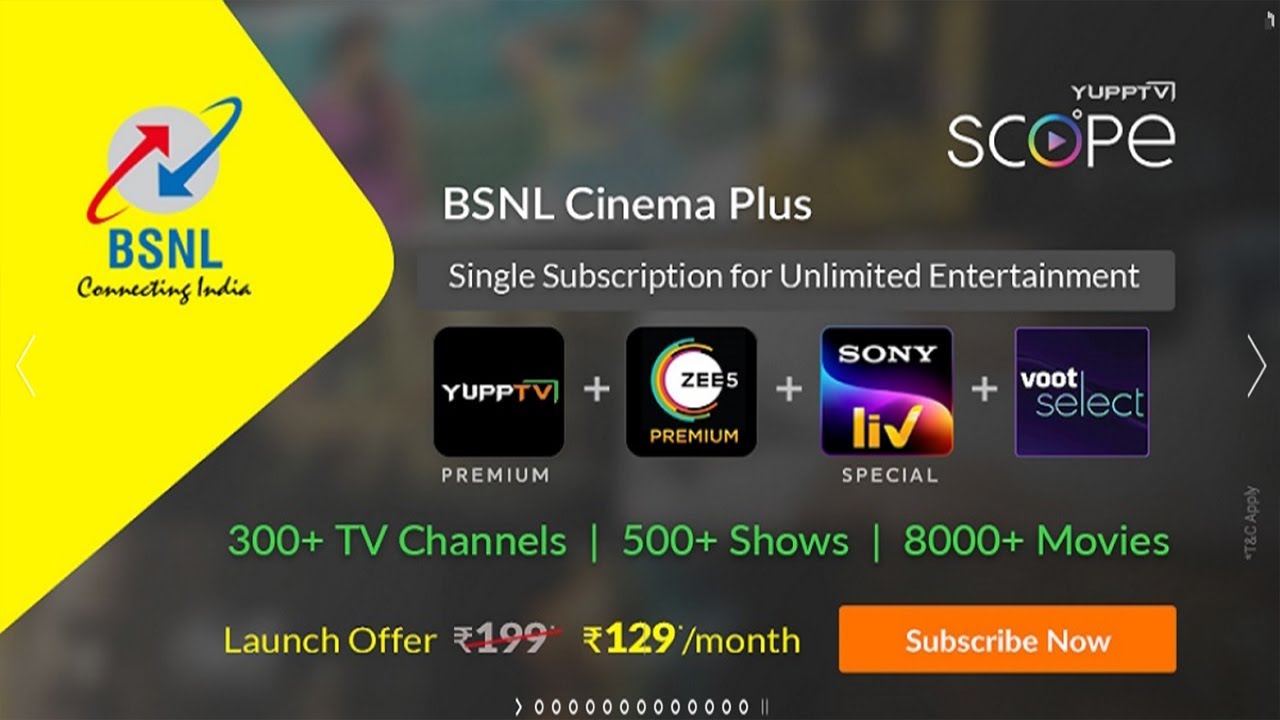 BSNL
Connecting India
YUPPTV
SCOPE
BSNL Cinema Plus
Single Subscription for Unlimited Entertainment
YUPPTV + ZEE5 PREMIUM + SONY liv + voot select
PREMIUM SPECIAL
300+ TV Channels | 500+ Shows | 8000+ Movies
*T&C Apply
Launch Offer ₹199* ₹129*/month
Subscribe Now